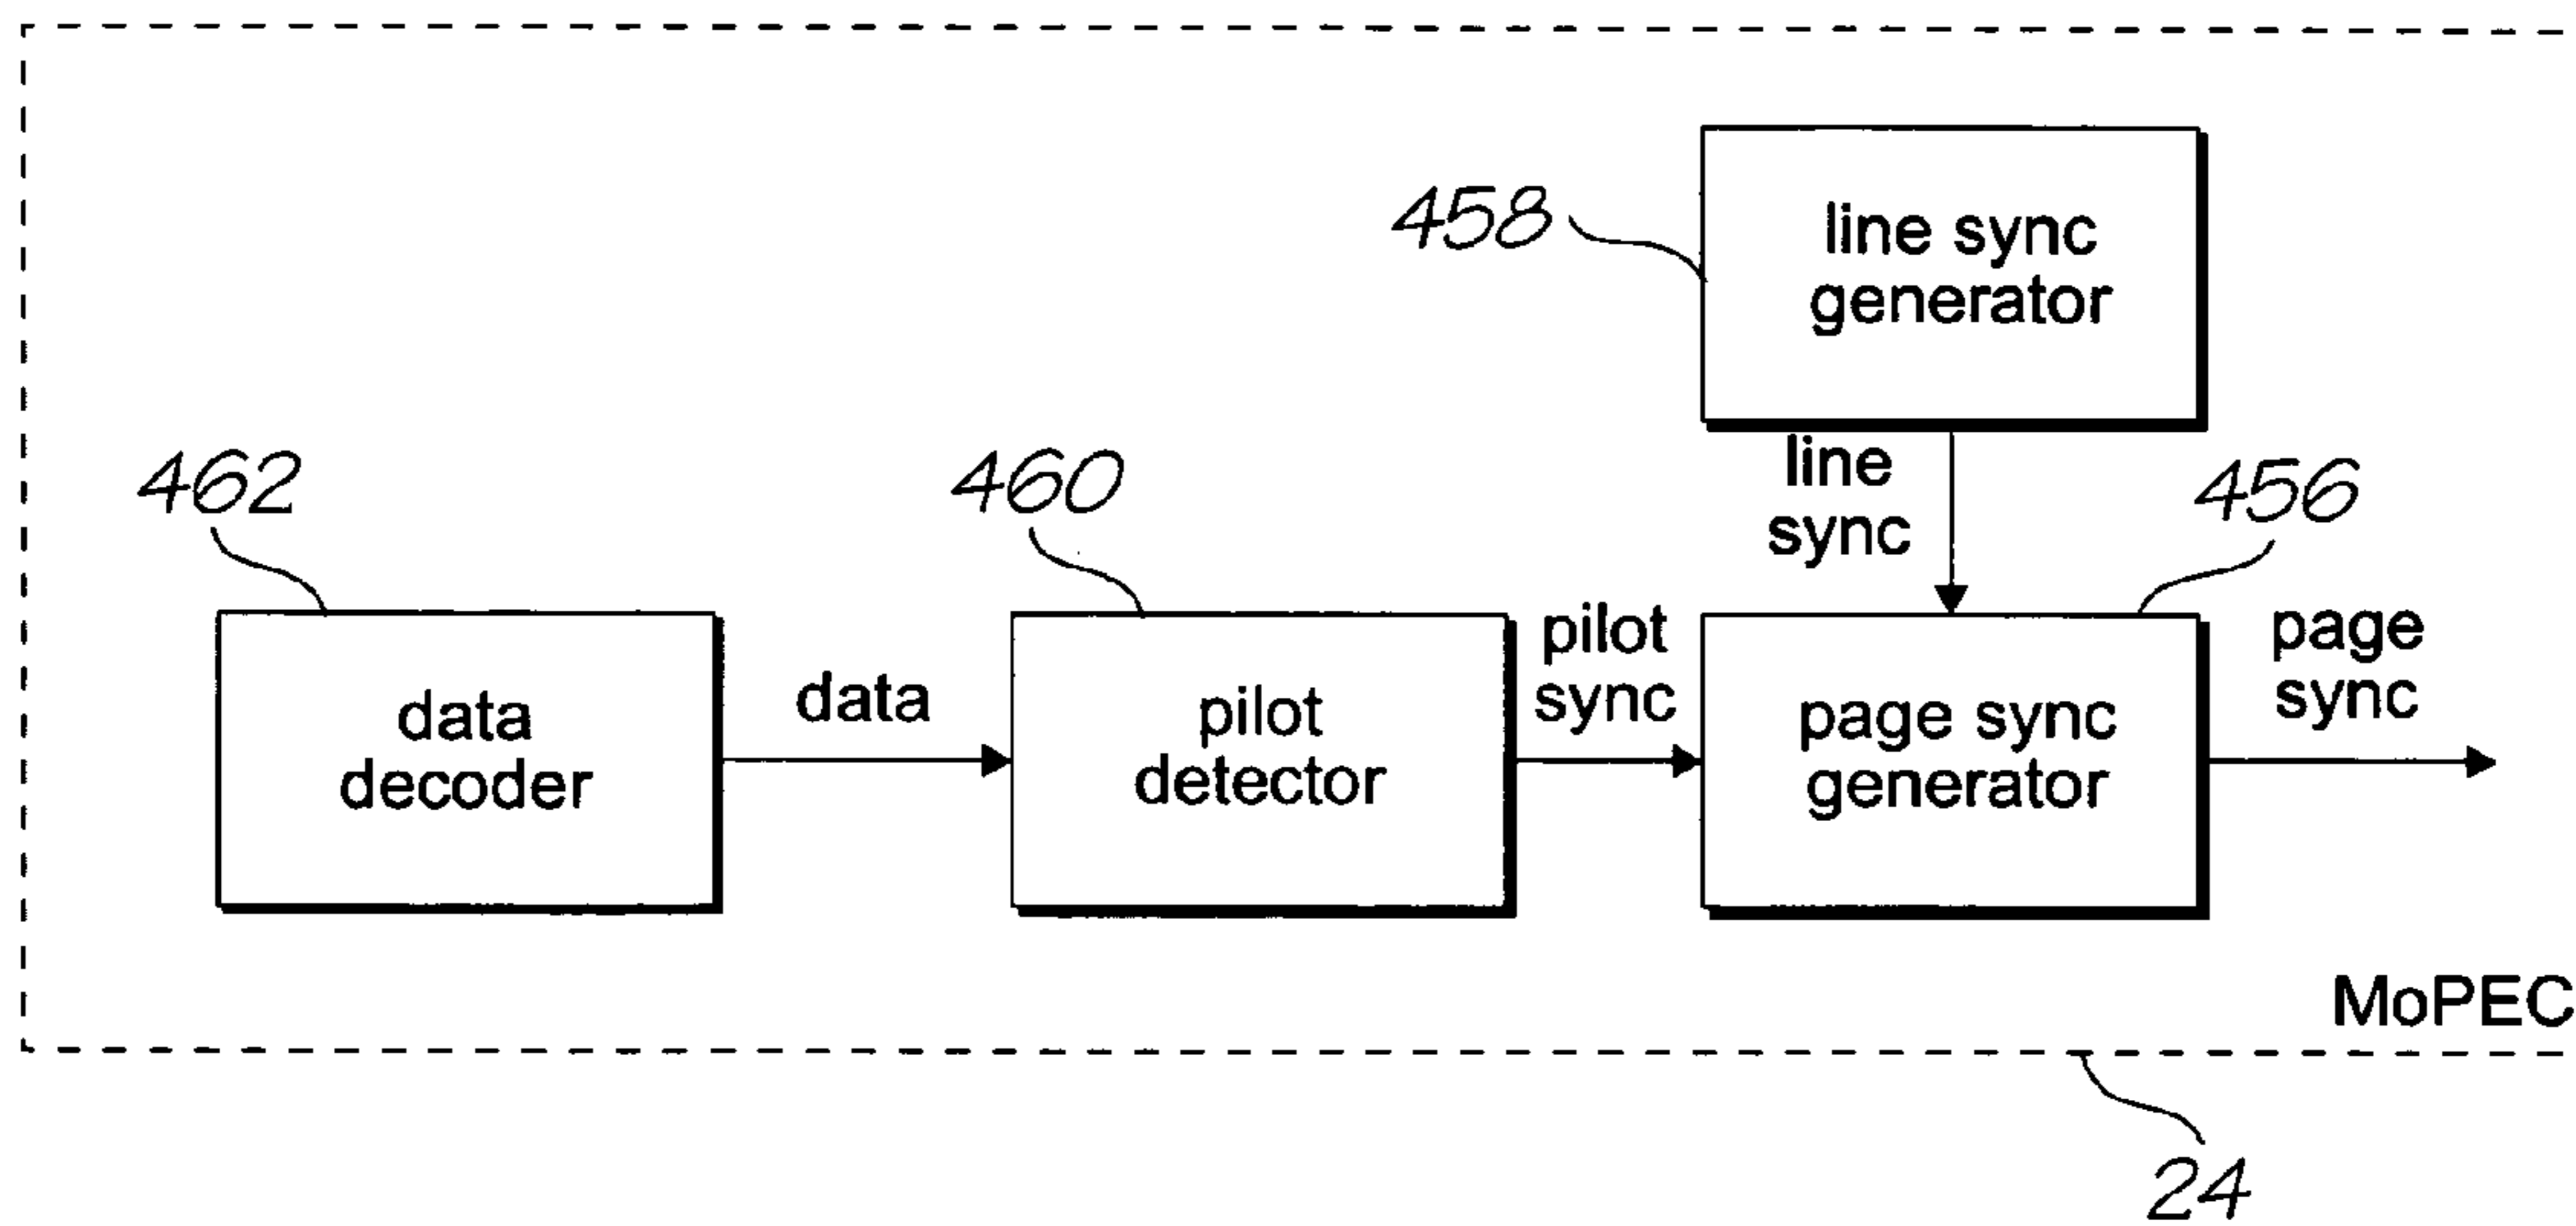 458
line sync
generator
line
sync
462
460
456
data
decoder
data
pilot
detector
pilot
sync
page sync
generator
page
sync
MoPEC
24